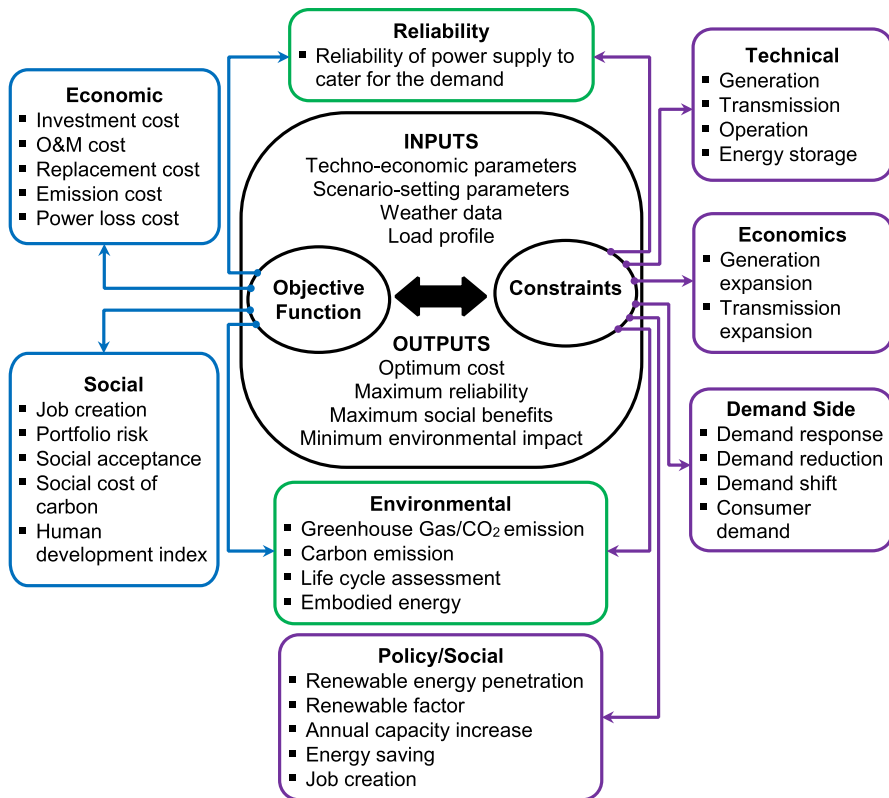 Reliability
▪ Reliability of power supply to
cater for the demand
Economic
▪ Investment cost
▪ O&M cost
▪ Replacement cost
▪ Emission cost
▪ Power loss cost
Technical
▪ Generation
▪ Transmission
▪ Operation
▪ Energy storage
INPUTS
Techno-economic parameters
Scenario-setting parameters
Weather data
Load profile
Objective
Function
Constraints
Economics
▪ Generation
expansion
▪ Transmission
expansion
OUTPUTS
Optimum cost
Maximum reliability
Maximum social benefits
Minimum environmental impact
Social
▪ Job creation
▪ Portfolio risk
▪ Social acceptance
▪ Social cost of
carbon
▪ Human
development index
Demand Side
▪ Demand response
▪ Demand reduction
▪ Demand shift
▪ Consumer
demand
Environmental
▪ Greenhouse Gas/CO₂ emission
▪ Carbon emission
▪ Life cycle assessment
▪ Embodied energy
Policy/Social
▪ Renewable energy penetration
▪ Renewable factor
▪ Annual capacity increase
▪ Energy saving
▪ Job creation